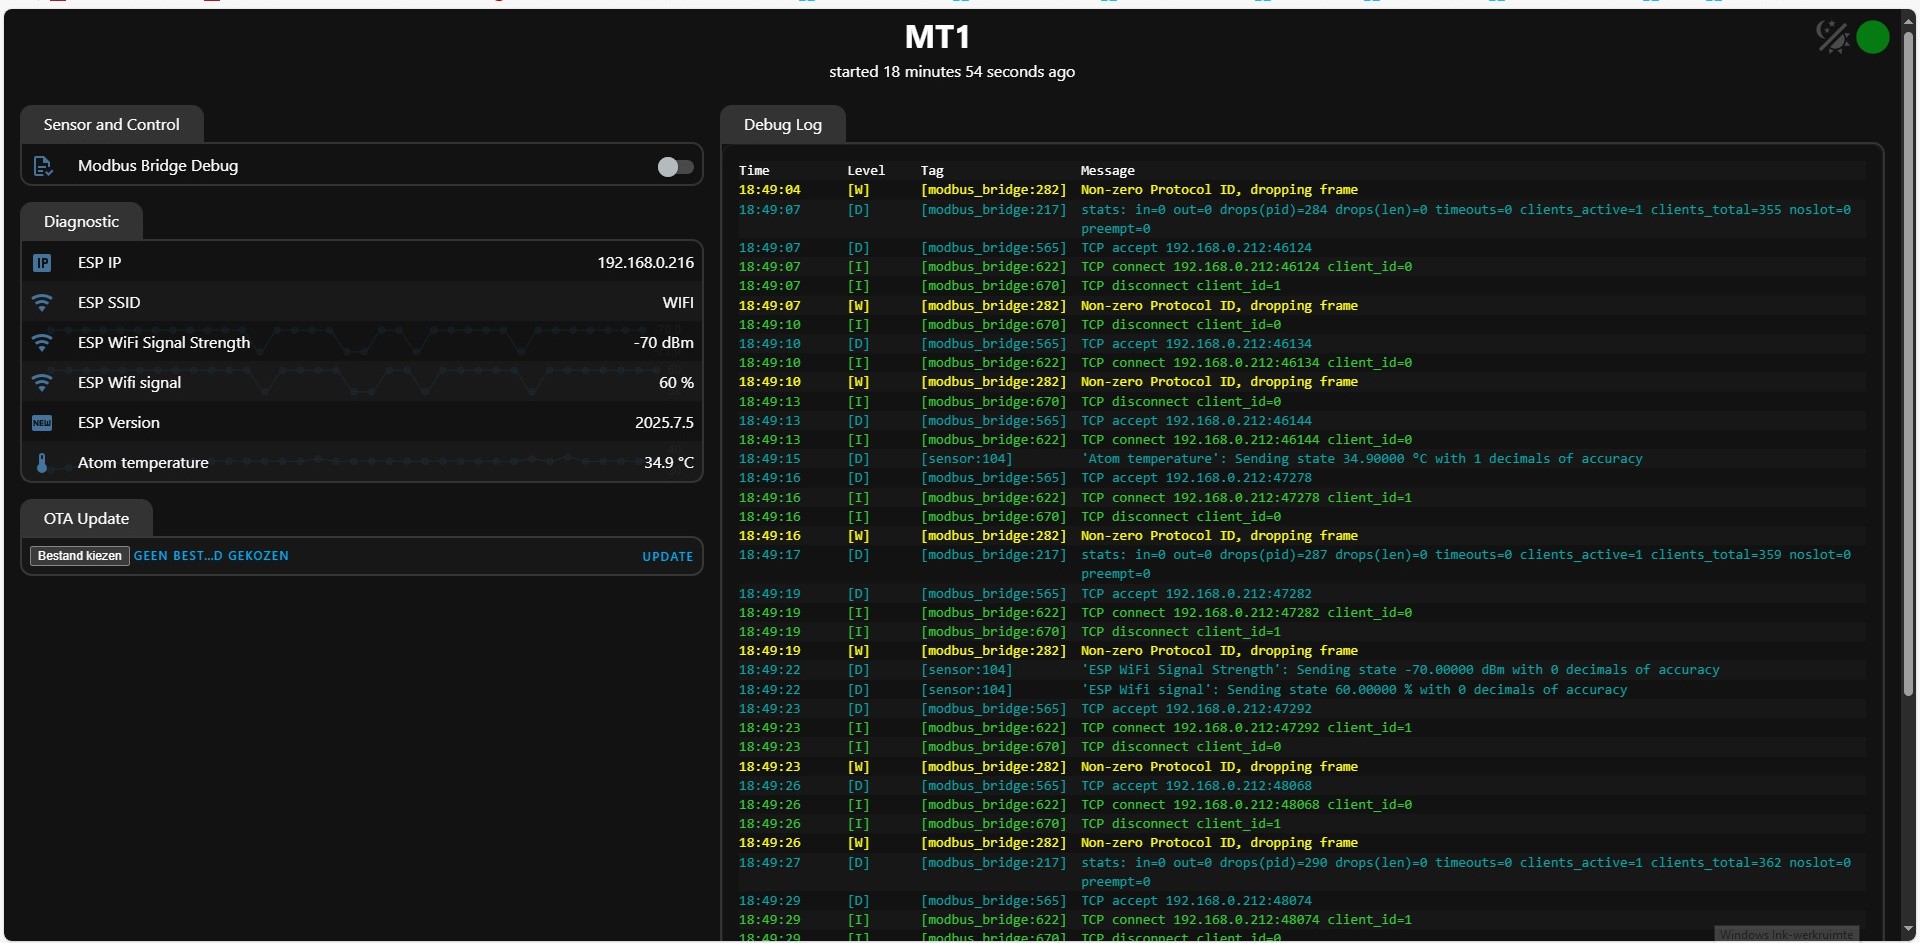 MT1
started 18 minutes 54 seconds ago
Sensor and Control
Modbus Bridge Debug
Diagnostic
ESP IP 192.168.0.216
ESP SSID WIFI
ESP WiFi Signal Strength -70 dBm
ESP Wifi signal 60 %
NEW ESP Version 2025.7.5
Atom temperature 34.9 °C
OTA Update
Bestand kiezen GEEN BEST...D GEKOZEN UPDATE
Debug Log
Time Level Tag Message
18:49:04 [W] [modbus_bridge:282] Non-zero Protocol ID, dropping frame
18:49:07 [D] [modbus_bridge:217] stats: in=0 out=0 drops(pid)=284 drops(len)=0 timeouts=0 clients_active=1 clients_total=355 noslot=0
preempt=0
18:49:07 [D] [modbus_bridge:565] TCP accept 192.168.0.212:46124
18:49:07 [I] [modbus_bridge:622] TCP connect 192.168.0.212:46124 client_id=0
18:49:07 [I] [modbus_bridge:670] TCP disconnect client_id=1
18:49:07 [W] [modbus_bridge:282] Non-zero Protocol ID, dropping frame
18:49:10 [I] [modbus_bridge:670] TCP disconnect client_id=0
18:49:10 [D] [modbus_bridge:565] TCP accept 192.168.0.212:46134
18:49:10 [I] [modbus_bridge:622] TCP connect 192.168.0.212:46134 client_id=0
18:49:10 [W] [modbus_bridge:282] Non-zero Protocol ID, dropping frame
18:49:13 [I] [modbus_bridge:670] TCP disconnect client_id=0
18:49:13 [D] [modbus_bridge:565] TCP accept 192.168.0.212:46144
18:49:13 [I] [modbus_bridge:622] TCP connect 192.168.0.212:46144 client_id=0
18:49:15 [D] [sensor:104] 'Atom temperature': Sending state 34.90000 °C with 1 decimals of accuracy
18:49:16 [D] [modbus_bridge:565] TCP accept 192.168.0.212:47278
18:49:16 [I] [modbus_bridge:622] TCP connect 192.168.0.212:47278 client_id=1
18:49:16 [I] [modbus_bridge:670] TCP disconnect client_id=0
18:49:16 [W] [modbus_bridge:282] Non-zero Protocol ID, dropping frame
18:49:17 [D] [modbus_bridge:217] stats: in=0 out=0 drops(pid)=287 drops(len)=0 timeouts=0 clients_active=1 clients_total=359 noslot=0
preempt=0
18:49:19 [D] [modbus_bridge:565] TCP accept 192.168.0.212:47282
18:49:19 [I] [modbus_bridge:622] TCP connect 192.168.0.212:47282 client_id=0
18:49:19 [I] [modbus_bridge:670] TCP disconnect client_id=1
18:49:19 [W] [modbus_bridge:282] Non-zero Protocol ID, dropping frame
18:49:22 [D] [sensor:104] 'ESP WiFi Signal Strength': Sending state -70.00000 dBm with 0 decimals of accuracy
18:49:22 [D] [sensor:104] 'ESP Wifi signal': Sending state 60.00000 % with 0 decimals of accuracy
18:49:23 [D] [modbus_bridge:565] TCP accept 192.168.0.212:47292
18:49:23 [I] [modbus_bridge:622] TCP connect 192.168.0.212:47292 client_id=1
18:49:23 [I] [modbus_bridge:670] TCP disconnect client_id=0
18:49:23 [W] [modbus_bridge:282] Non-zero Protocol ID, dropping frame
18:49:26 [D] [modbus_bridge:565] TCP accept 192.168.0.212:48068
18:49:26 [I] [modbus_bridge:622] TCP connect 192.168.0.212:48068 client_id=0
18:49:26 [I] [modbus_bridge:670] TCP disconnect client_id=1
18:49:26 [W] [modbus_bridge:282] Non-zero Protocol ID, dropping frame
18:49:27 [D] [modbus_bridge:217] stats: in=0 out=0 drops(pid)=290 drops(len)=0 timeouts=0 clients_active=1 clients_total=362 noslot=0
preempt=0
18:49:29 [D] [modbus_bridge:565] TCP accept 192.168.0.212:48074
18:49:29 [I] [modbus_bridge:622] TCP connect 192.168.0.212:48074 client_id=1
18:49:29 [I] [modbus_bridge:670] TCP disconnect client_id=0
Windows Ink-werkruimte